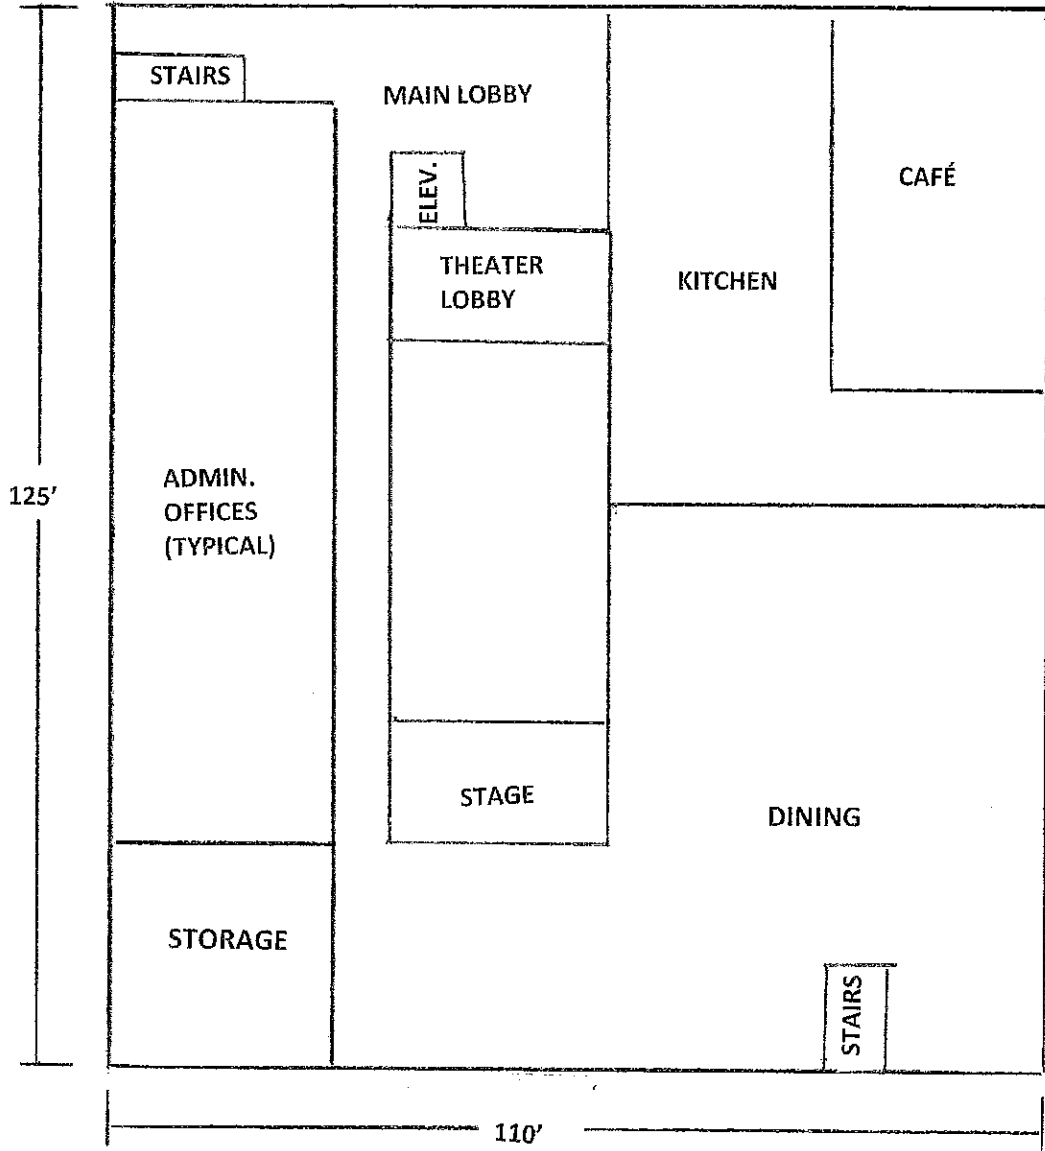 STAIRS
MAIN LOBBY
ELEV.
CAFÉ
THEATER
LOBBY
KITCHEN
125’
ADMIN.
OFFICES
(TYPICAL)
STAGE
DINING
STORAGE
STAIRS
110’